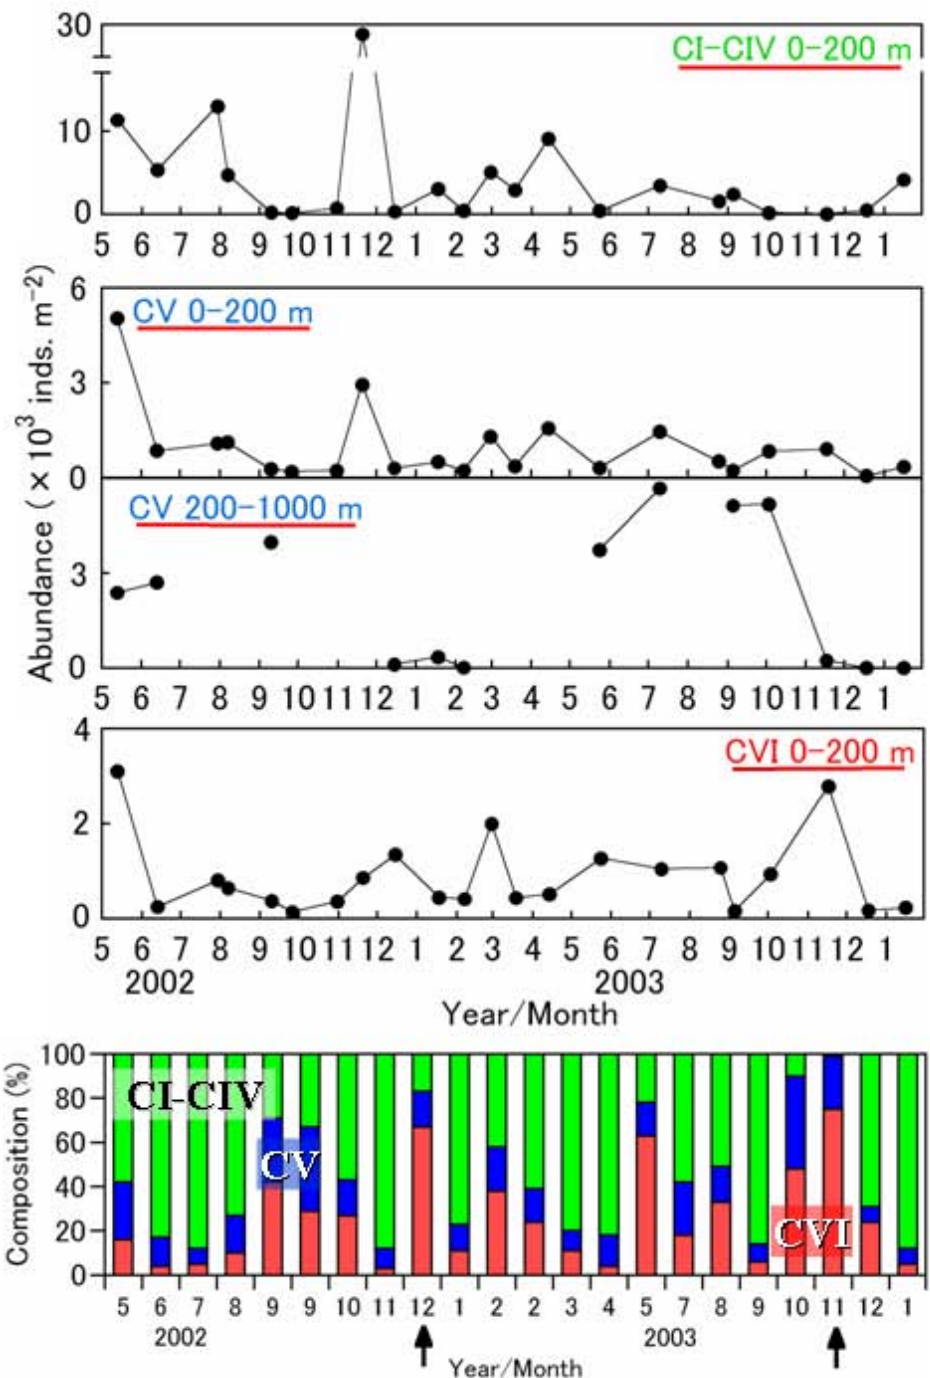 30
CI-CIV 0-200 m
10
0
5 6 7 8 9 10 11 12 1 2 3 4 5 6 7 8 9 10 11 12 1
6
CV 0-200 m
3
0
CV 200-1000 m
3
0
Abundance ( × 10³ inds. m⁻²)
5 6 7 8 9 10 11 12 1 2 3 4 5 6 7 8 9 10 11 12 1
4
CVI 0-200 m
2
0
5 6 7 8 9 10 11 12 1 2 3 4 5 6 7 8 9 10 11 12 1
2002 2003
Year/Month
100
80
60
40
20
0
Composition (%)
CI-CIV
CV
CVI
5 6 7 8 9 9 10 11 12 1 2 2 3 4 5 7 8 9 10 11 12 1
2002 2003
Year/Month